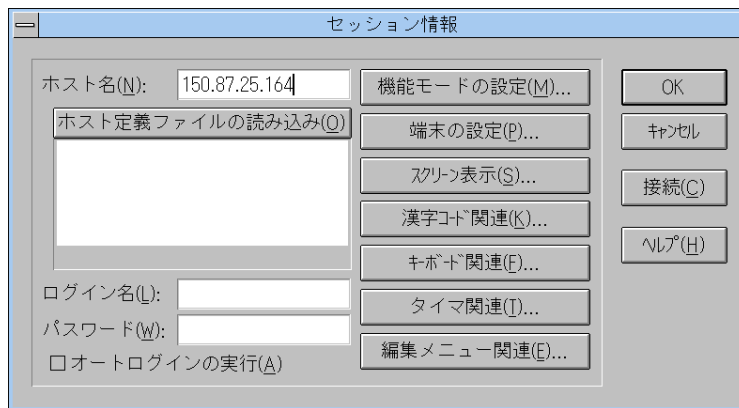 セッション情報
ホスト名(N): 150.87.25.164
ホスト定義ファイルの読み込み(O)
ログイン名(L):
パスワード(W):
オートログインの実行(A)
機能モードの設定(M)...
端末の設定(P)...
ｽｸﾘｰﾝ表示(S)...
漢字ｺｰﾄﾞ関連(K)...
ｷｰﾎﾞｰﾄﾞ関連(F)...
タイマ関連(T)...
編集メニュー関連(E)...
OK
ｷｬﾝｾﾙ
接続(C)
ﾍﾙﾌﾟ(H)